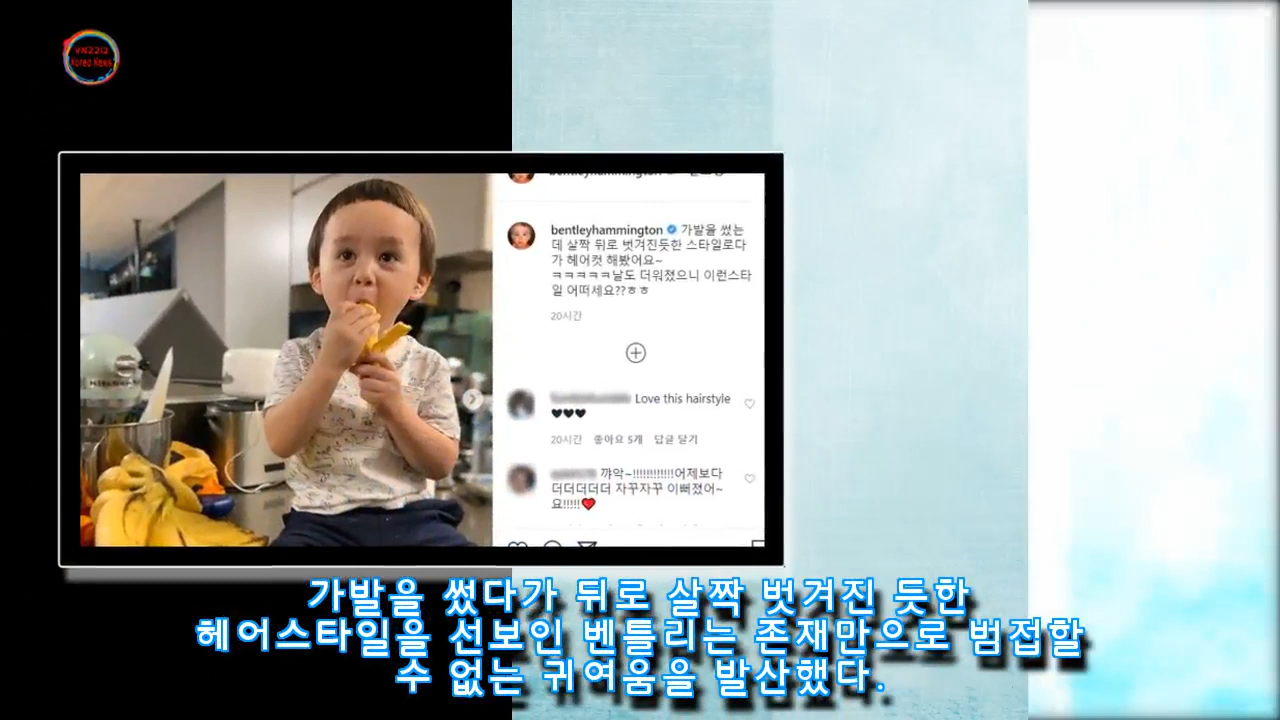 VN22IQ
Korea News
bentleyhammington 가발을 썼는
데 살짝 뒤로 벗겨진듯한 스타일로다
가 헤어컷 해봤어요~
ㅋㅋㅋㅋㅋ날도 더워졌으니 이런스타
일 어떠세요??ㅎㅎ
20시간
Love this hairstyle
🖤🖤🖤
20시간 좋아요 5개 답글 달기
꺄악~!!!!!!!!!!!!어제보다
더더더더더 자꾸자꾸 이뻐졌어~
요!!!!!❤️
가발을 썼다가 뒤로 살짝 벗겨진 듯한
헤어스타일을 선보인 벤틀리는 존재만으로 범접할
수 없는 귀여움을 발산했다.